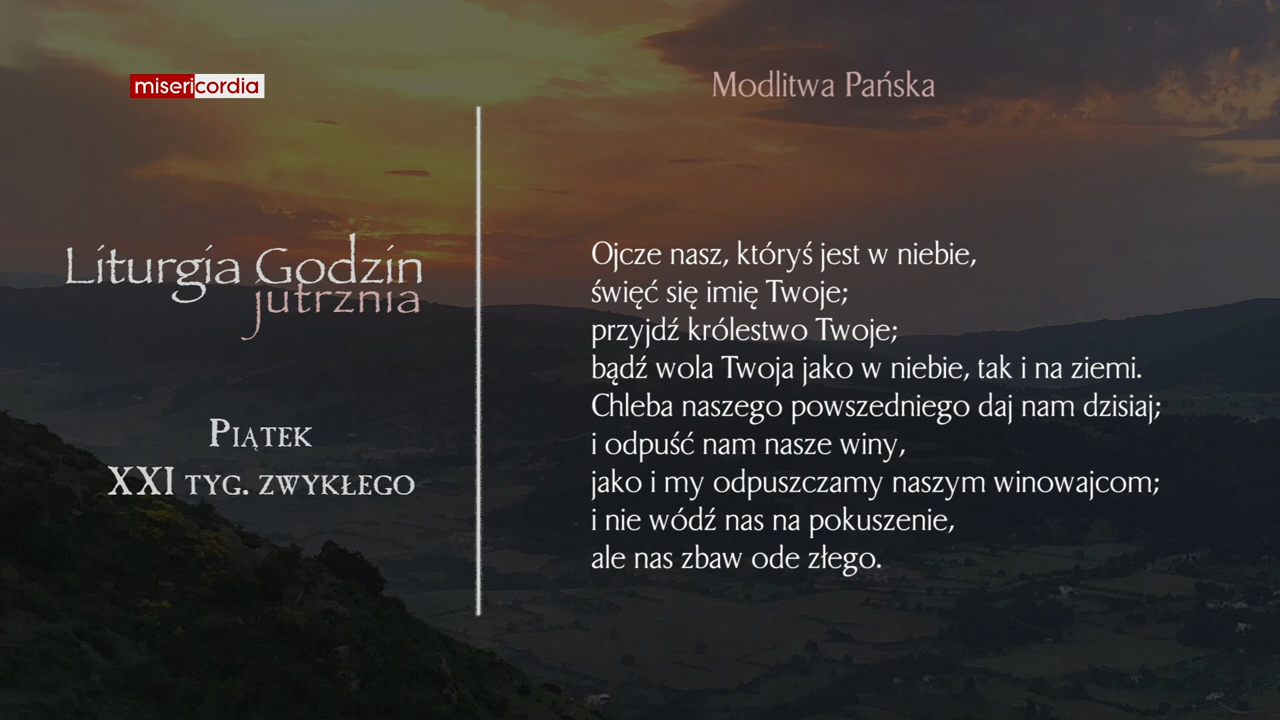 misericordia
Liturgia Godzin
jutrznia
Piątek
XXI tyg. zwykłego
Modlitwa Pańska
Ojcze nasz, któryś jest w niebie,
święć się imię Twoje;
przyjdź królestwo Twoje;
bądź wola Twoja jako w niebie, tak i na ziemi.
Chleba naszego powszedniego daj nam dzisiaj;
i odpuść nam nasze winy,
jako i my odpuszczamy naszym winowajcom;
i nie wódź nas na pokuszenie,
ale nas zbaw ode złego.